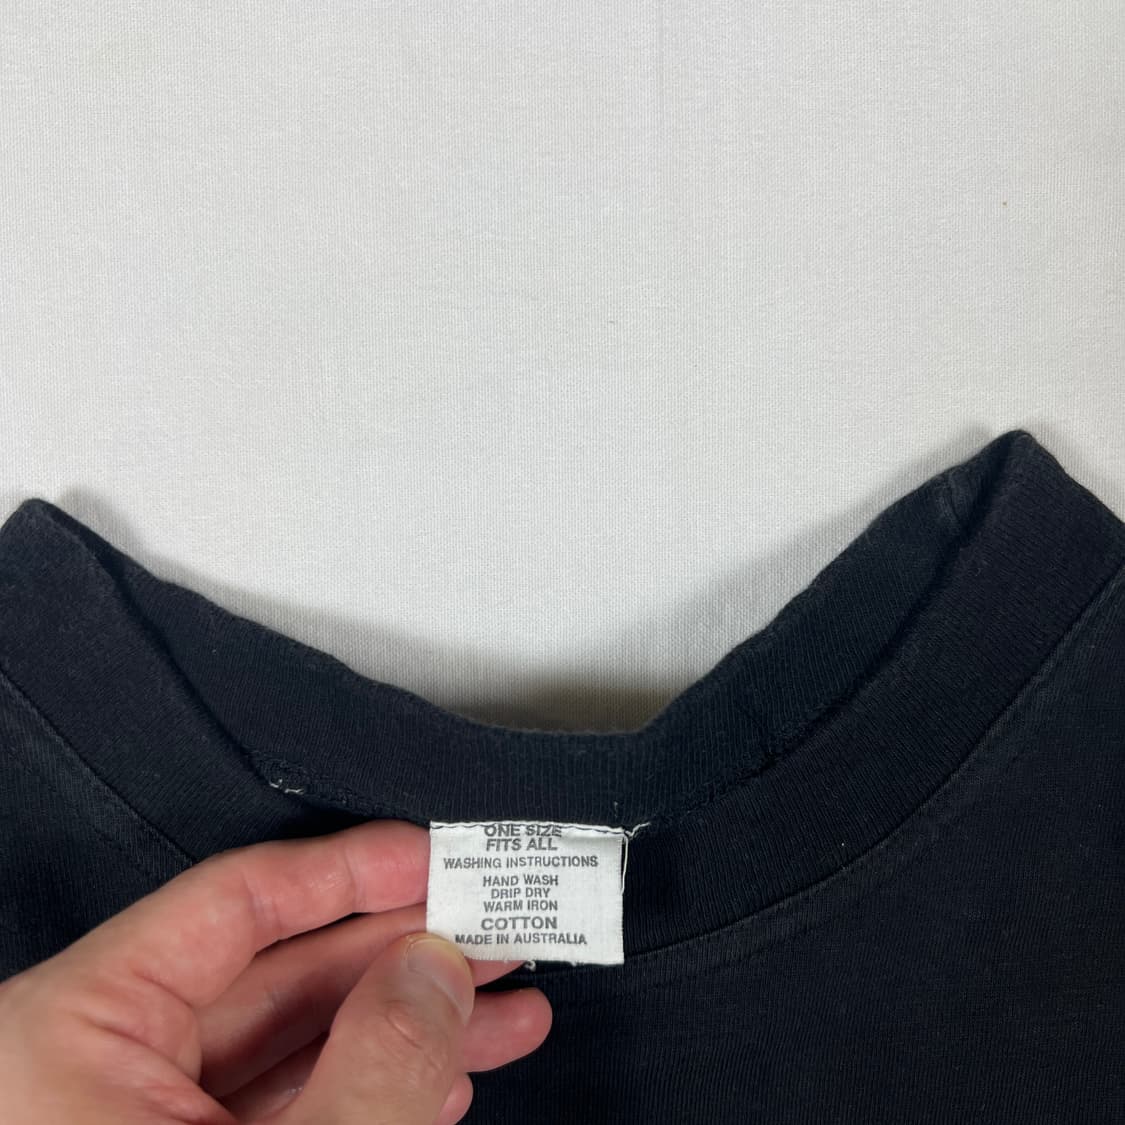 ONE SIZE
FITS ALL
WASHING INSTRUCTIONS
HAND WASH
DRIP DRY
WARM IRON
COTTON
MADE IN AUSTRALIA